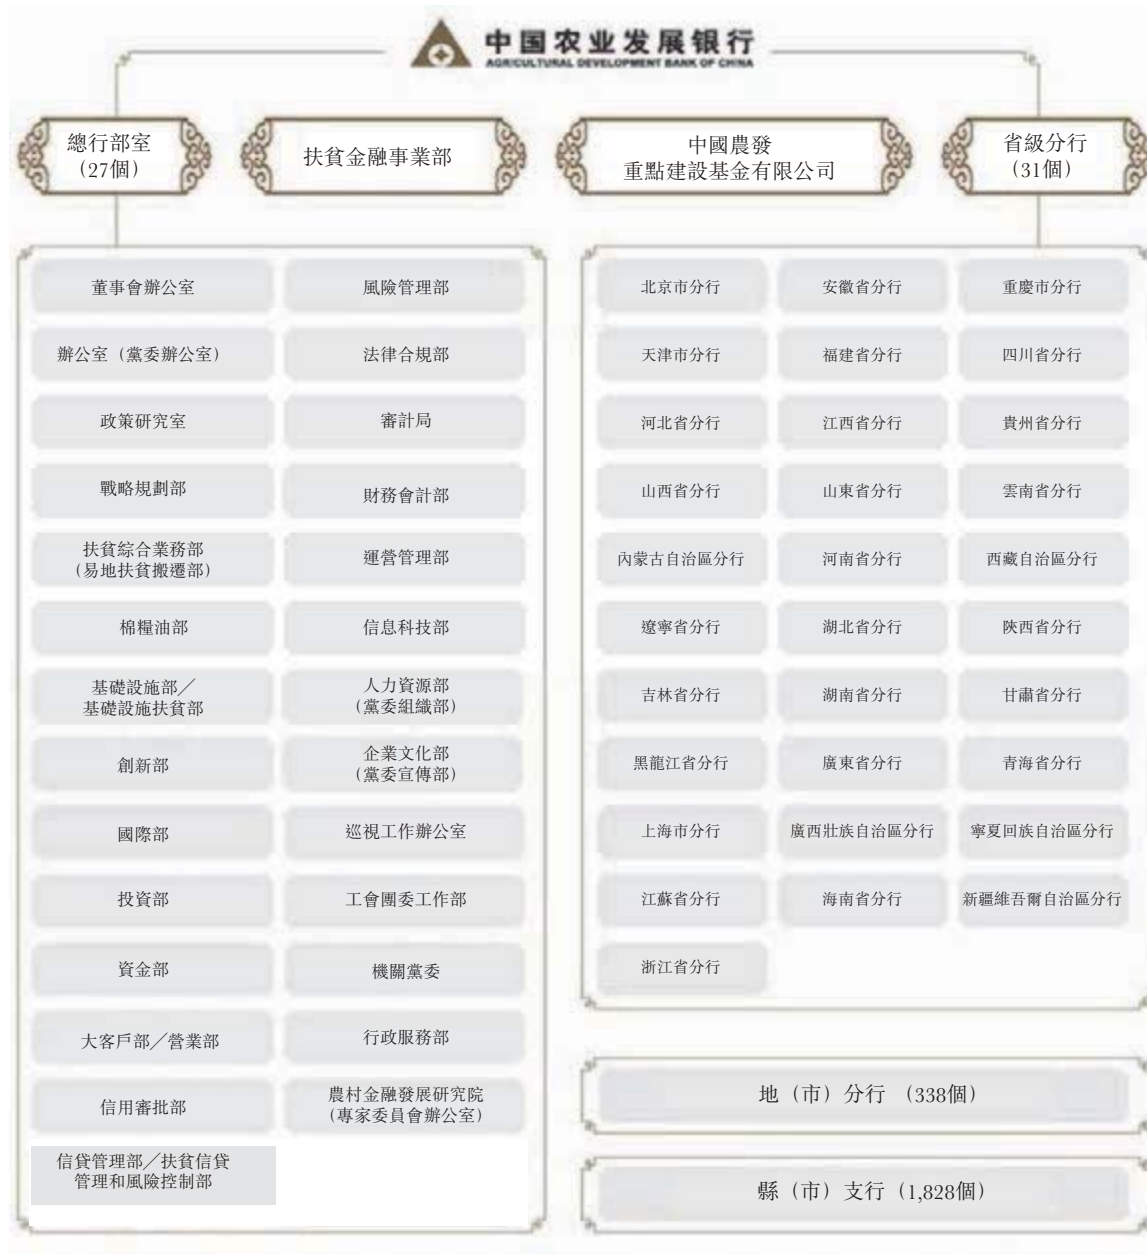 中国农业发展银行
AGRICULTURAL DEVELOPMENT BANK OF CHINA
總行部室
(27個)
扶貧金融事業部
中國農發
重點建設基金有限公司
省級分行
(31個)
董事會辦公室
辦公室（黨委辦公室）
政策研究室
戰略規劃部
扶貧綜合業務部
(易地扶貧搬遷部)
棉糧油部
基礎設施部／
基礎設施扶貧部
創新部
國際部
投資部
資金部
大客戶部／營業部
信用審批部
信貸管理部／扶貧信貸
管理和風險控制部
風險管理部
法律合規部
審計局
財務會計部
運營管理部
信息科技部
人力資源部
(黨委組織部)
企業文化部
(黨委宣傳部)
巡視工作辦公室
工會團委工作部
機關黨委
行政服務部
農村金融發展研究院
(專家委員會辦公室)
北京市分行
天津市分行
河北省分行
山西省分行
內蒙古自治區分行
遼寧省分行
吉林省分行
黑龍江省分行
上海市分行
江蘇省分行
浙江省分行
安徽省分行
福建省分行
江西省分行
山東省分行
河南省分行
湖北省分行
湖南省分行
廣東省分行
廣西壯族自治區分行
海南省分行
重慶市分行
四川省分行
貴州省分行
雲南省分行
西藏自治區分行
陝西省分行
甘肅省分行
青海省分行
寧夏回族自治區分行
新疆維吾爾自治區分行
地（市）分行（338個）
縣（市）支行（1,828個）